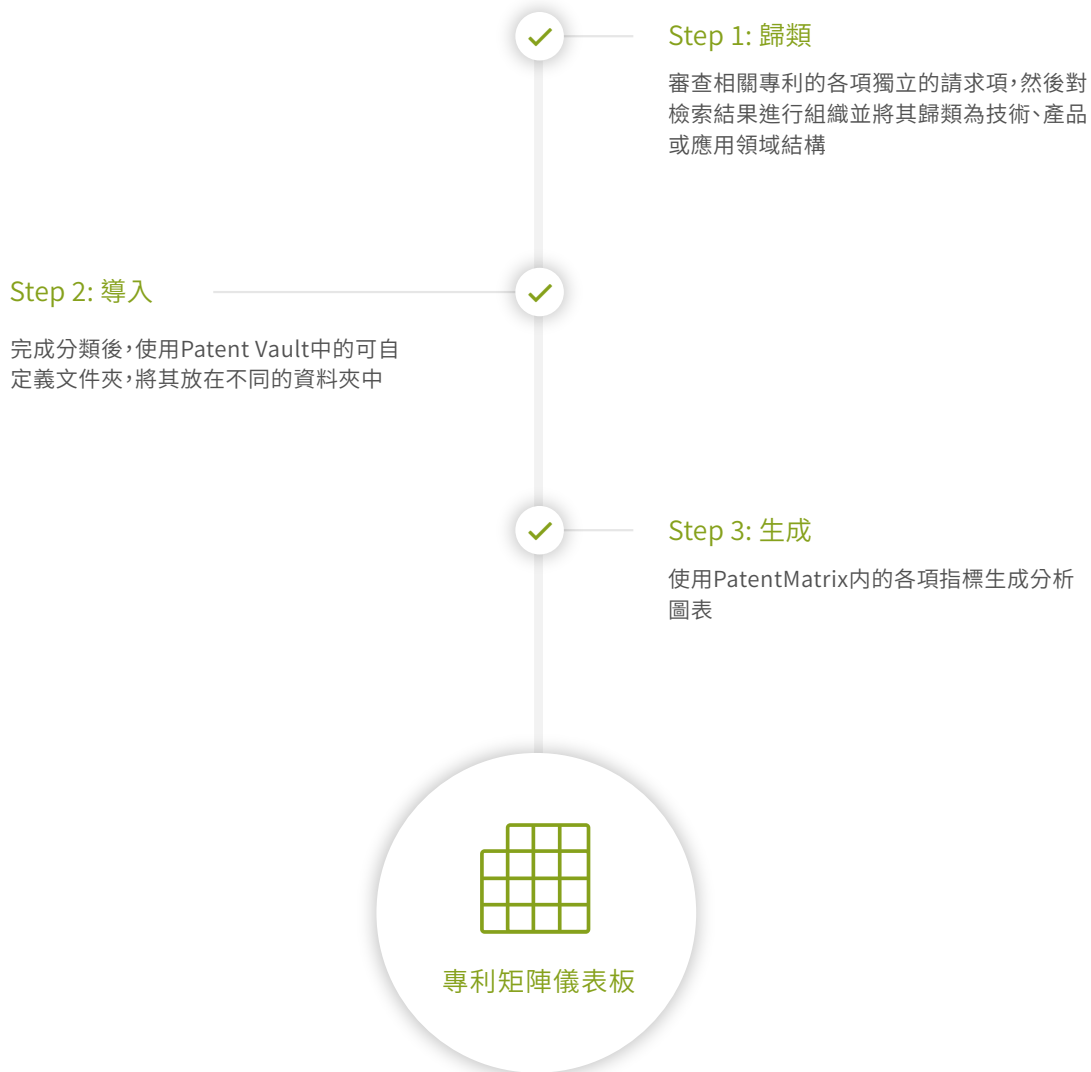 Step 1: 歸類
審查相關專利的各項獨立的請求項，然後對
檢索結果進行組織並將其歸類為技術、產品
或應用領域結構
Step 2: 導入
完成分類後，使用Patent Vault中的可自
定義文件夾，將其放在不同的資料夾中
Step 3: 生成
使用PatentMatrix内的各項指標生成分析
圖表
專利矩陣儀表板